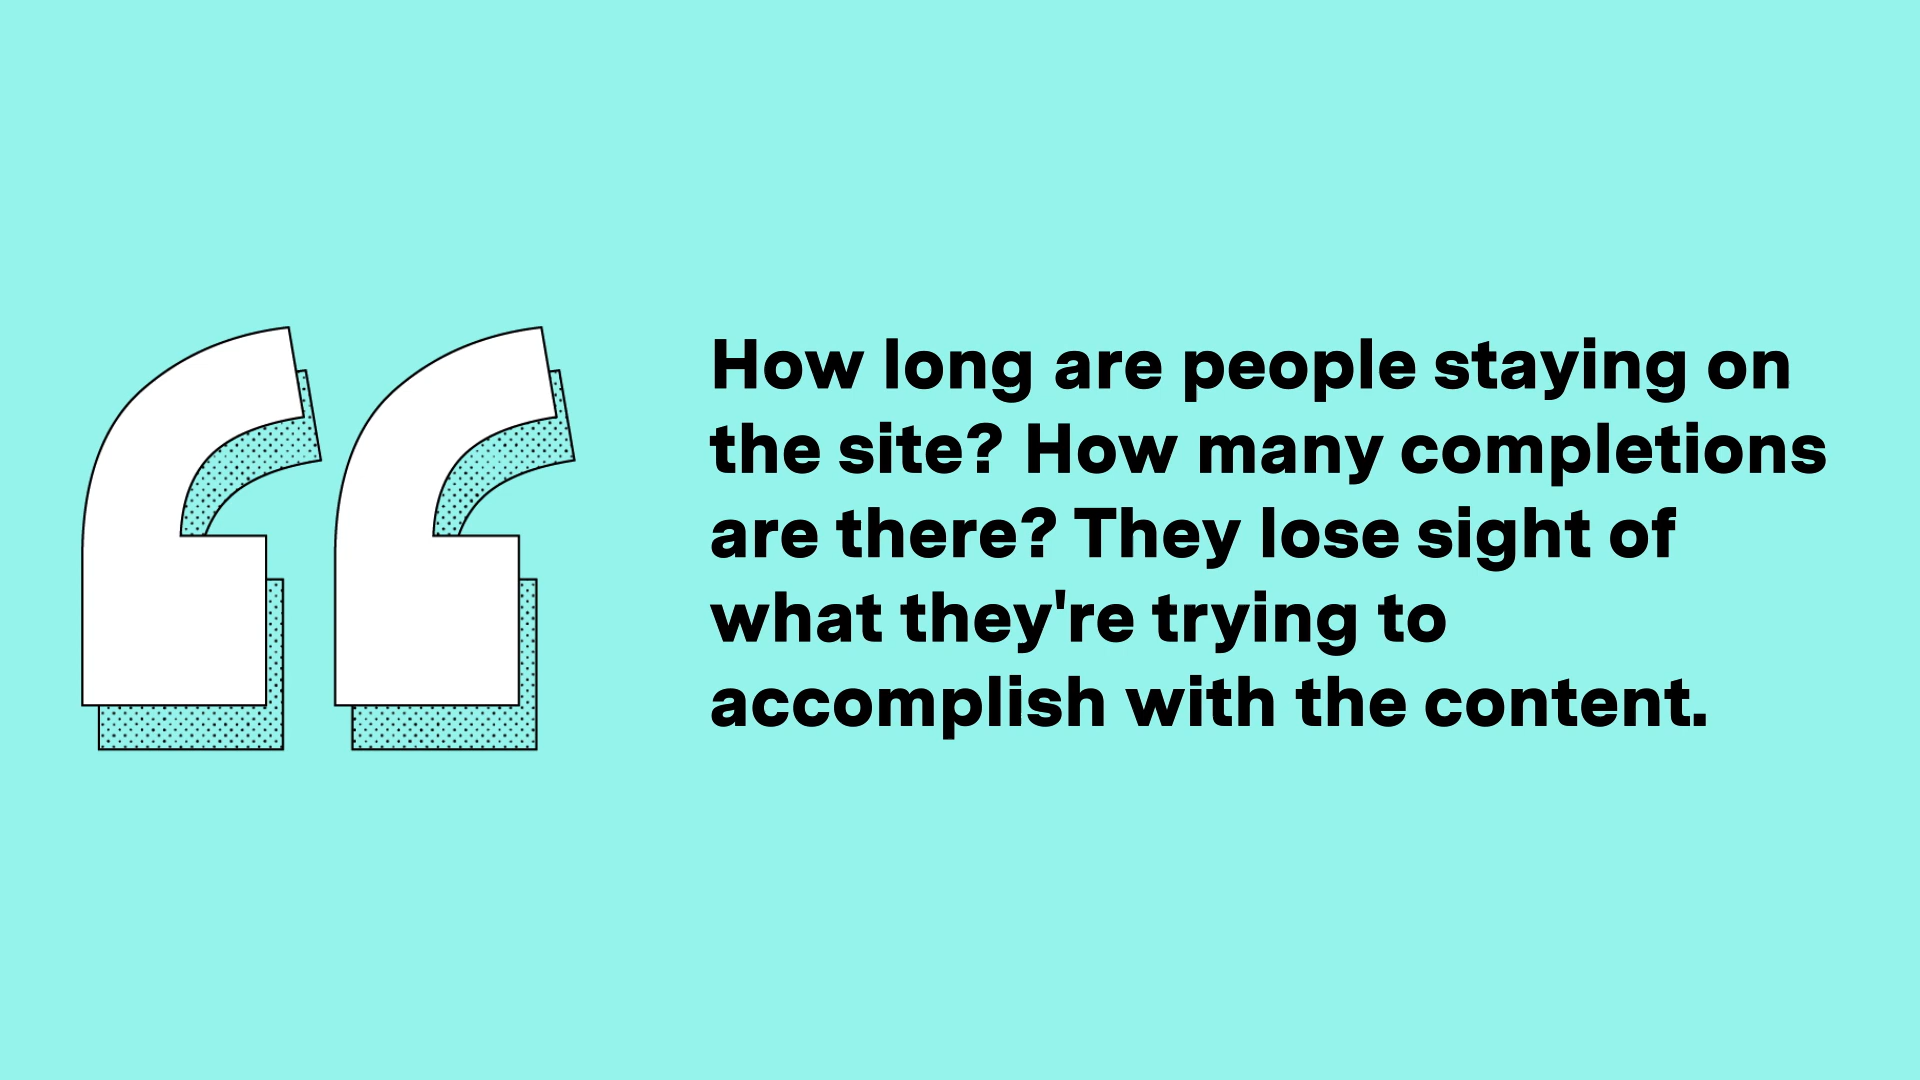 How long are people staying on
the site? How many completions
are there? They lose sight of
what they're trying to
accomplish with the content.